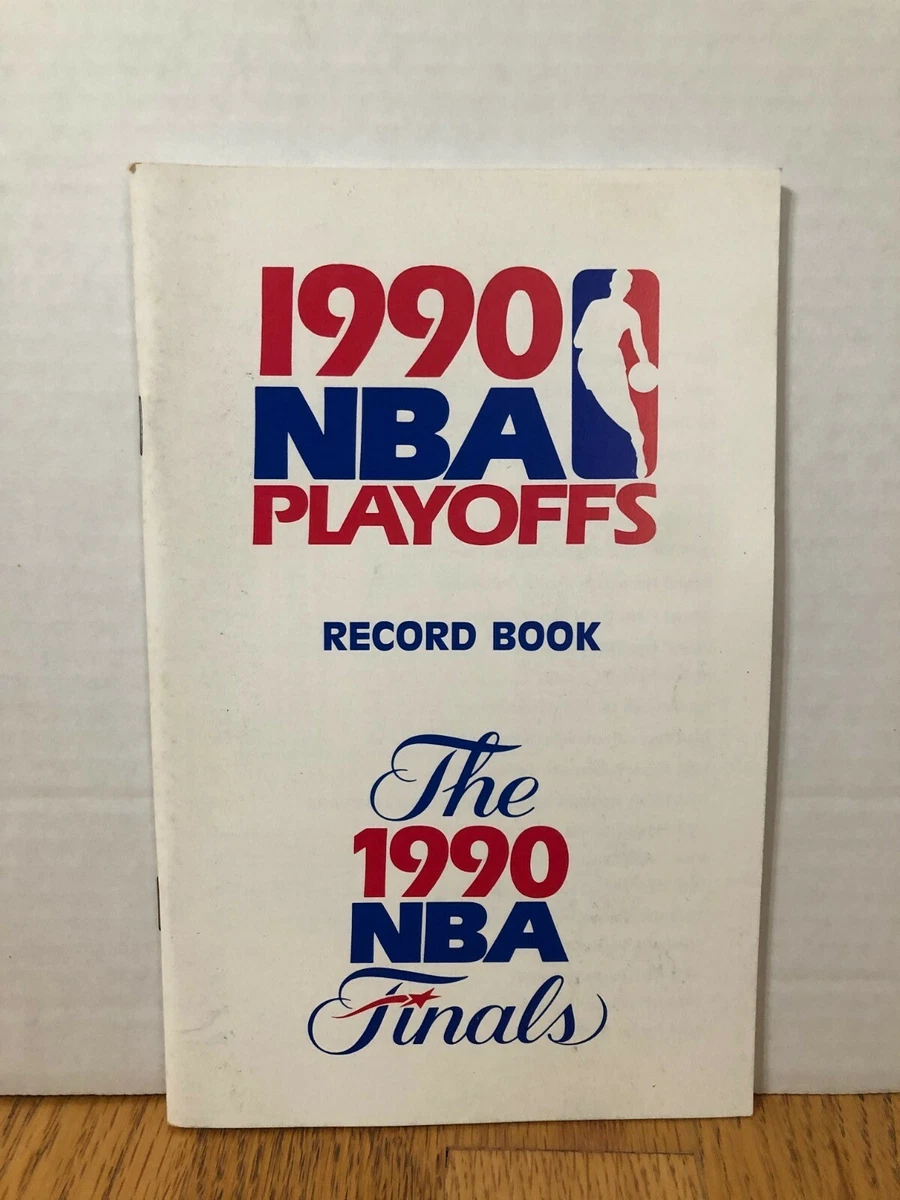 1990
NBA
PLAYOFFS
RECORD BOOK
The
1990
NBA
Finals